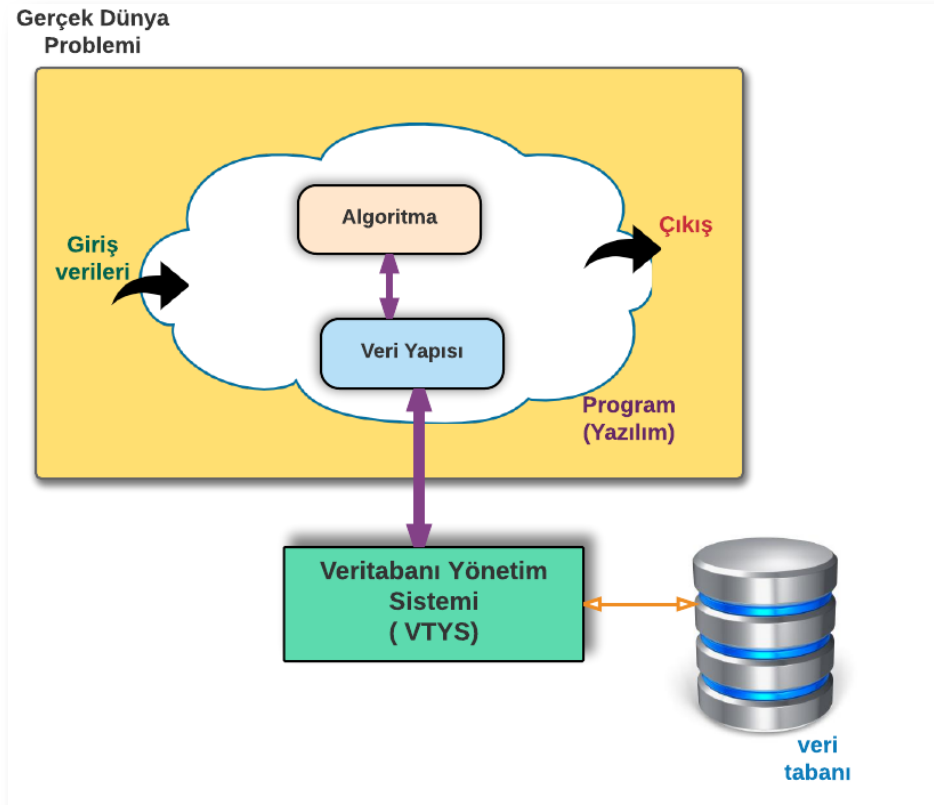 Gerçek Dünya
Problemi
Algoritma
Giriş
verileri
Çıkış
Veri Yapısı
Program
(Yazılım)
Veritabanı Yönetim
Sistemi
( VTYS)
veri
tabanı